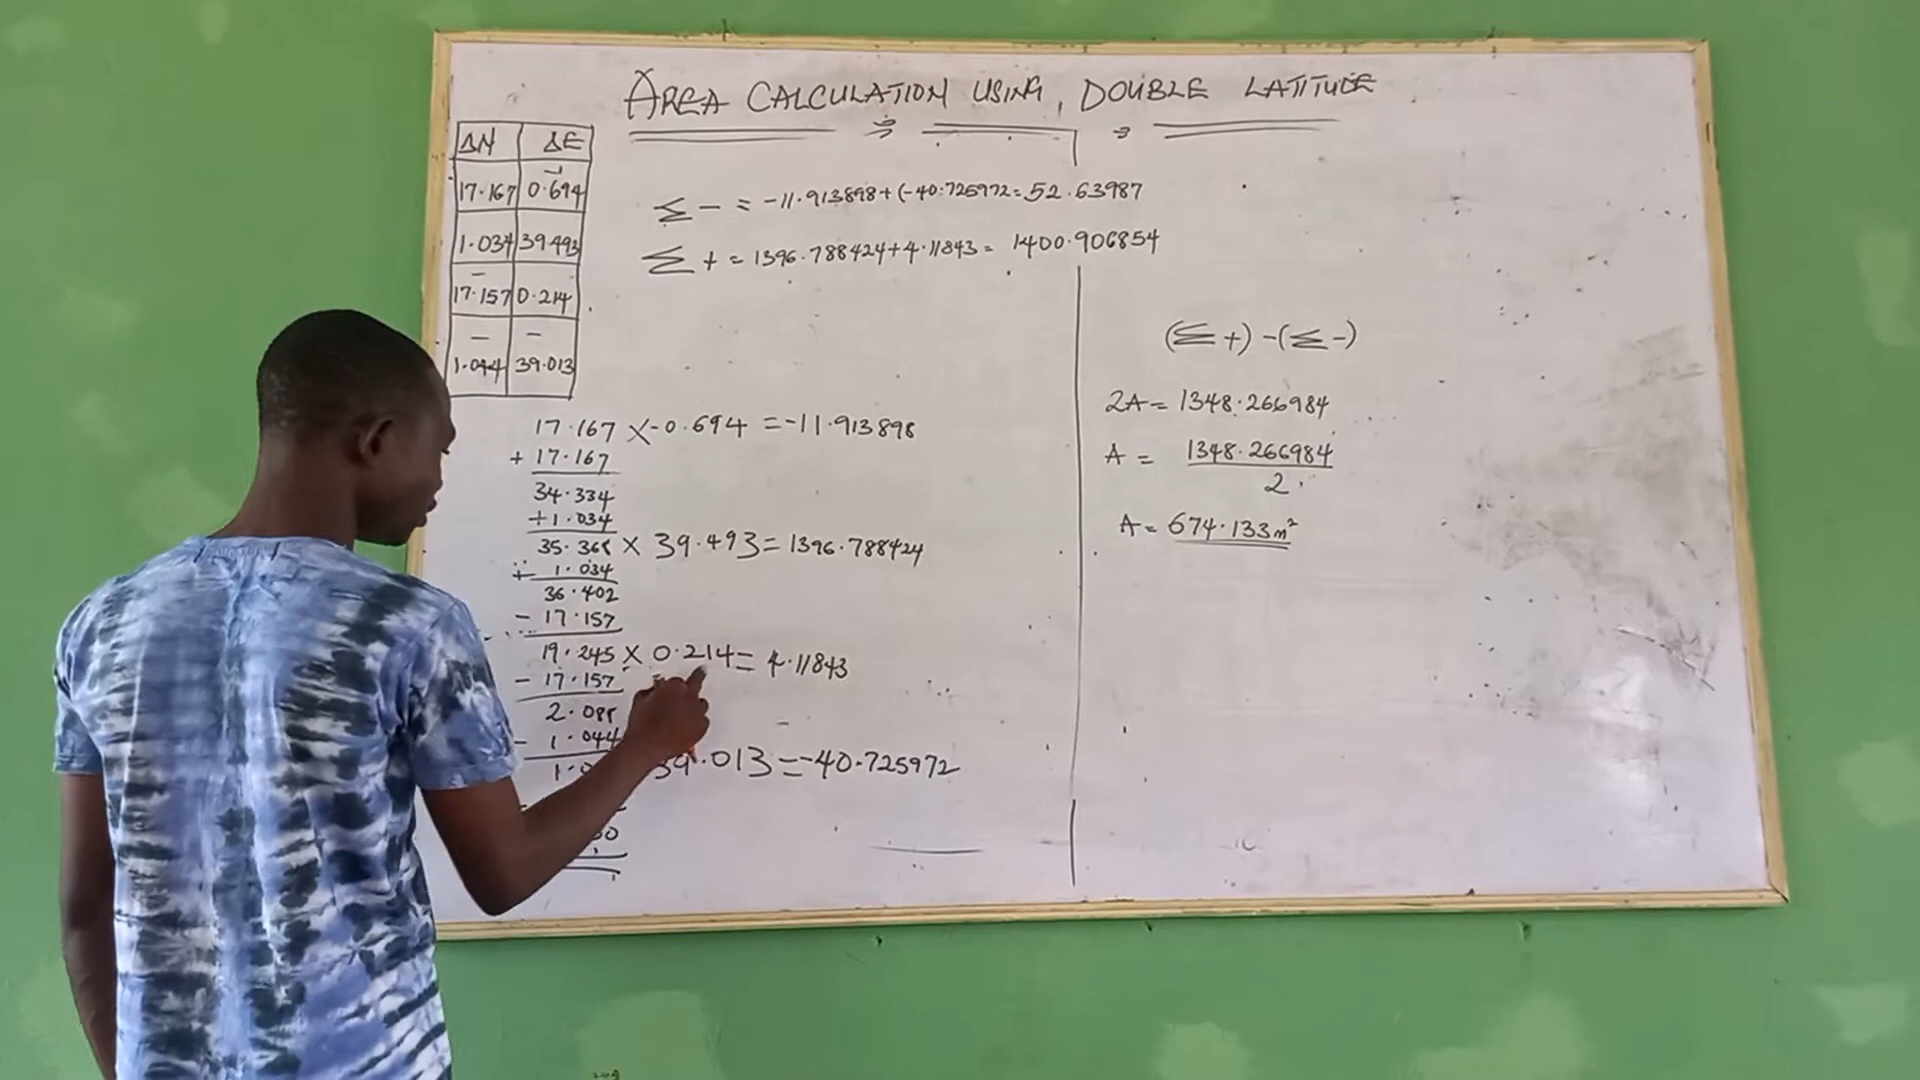 AREA CALCULATION USING DOUBLE LATITUDE
ΔN ΔE
17.167 -0.694
1.034 39.493
-17.157 0.214
-1.044 -39.013
Σ- = -11.913898+(-40.725972=52.63987
Σ+ = 1396.788424+4.11843= 1400.906854
17.167 X -0.694 = -11.913898
+ 17.167
34.334
+1.034
35.368 X 39.493 = 1396.788424
+ 1.034
36.402
- 17.157
19.245 X 0.214 = 4.11843
- 17.157
2.088
- 1.044
39.013 = -40.725972
(Σ+)-(Σ-)
2A = 1348.266984
A = 1348.266984
2
A = 674.133m²